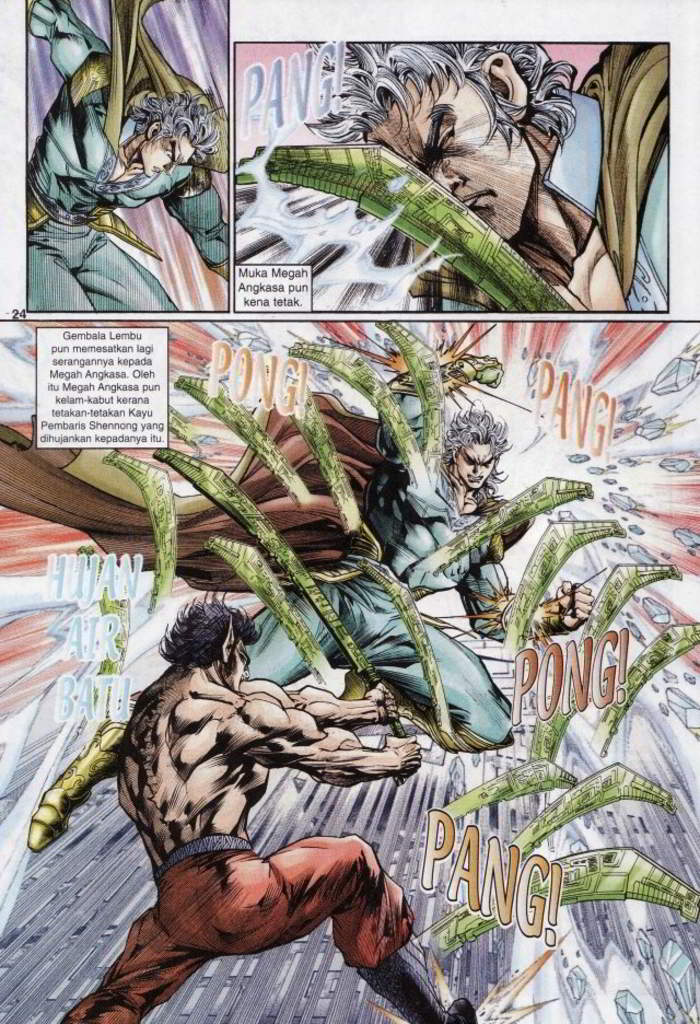 PANG!
Muka Megah
Angkasa pun
kena tetak.
24
Gembala Lembu
pun memesatkan lagi
serangannya kepada
Megah Angkasa. Oleh
itu Megah Angkasa pun
kelam-kabut kerana
tetakan-tetakan Kayu
Pembaris Shennong yang
dihujankan kepadanya itu.
PONG!
PANG!
HUJAN
AIR
BATU
PONG!
PANG!